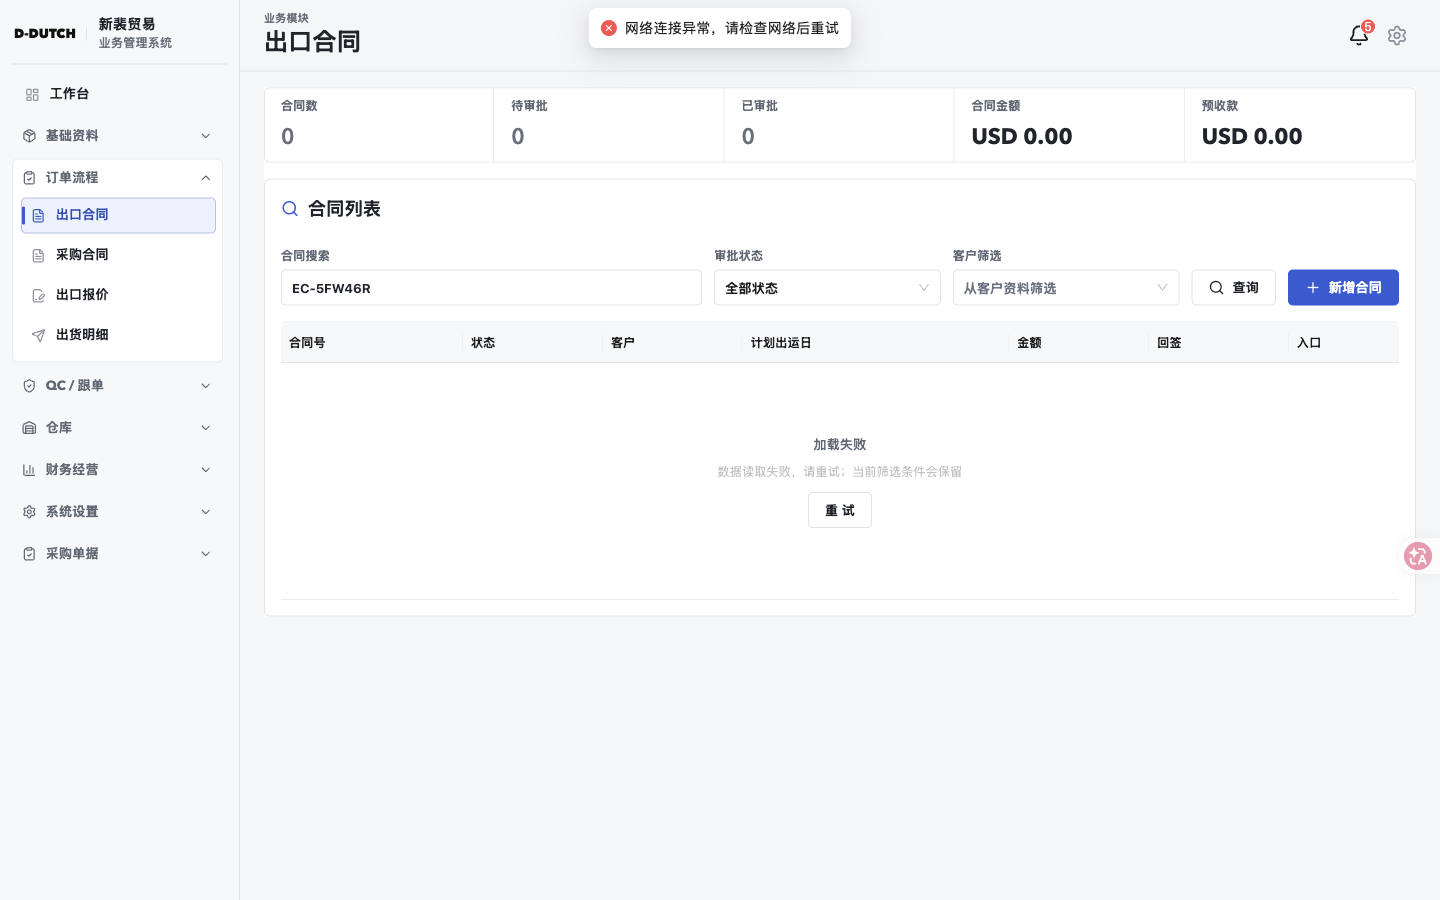 D-DUTCH
新装贸易
业务管理系统
工作台
基础资料
订单流程
出口合同
采购合同
出口报价
出货明细
QC / 跟单
仓库
财务经营
系统设置
采购单据
业务模块
出口合同
网络连接异常，请检查网络后重试
5
合同数
0
待审批
0
已审批
0
合同金额
USD 0.00
预收款
USD 0.00
合同列表
合同搜索
审批状态
客户筛选
EC-5FW46R
全部状态
从客户资料筛选
查询
新增合同
合同号 状态 客户 计划出运日 金额 回签 入口
加载失败
数据读取失败，请重试；当前筛选条件会保留
重 试